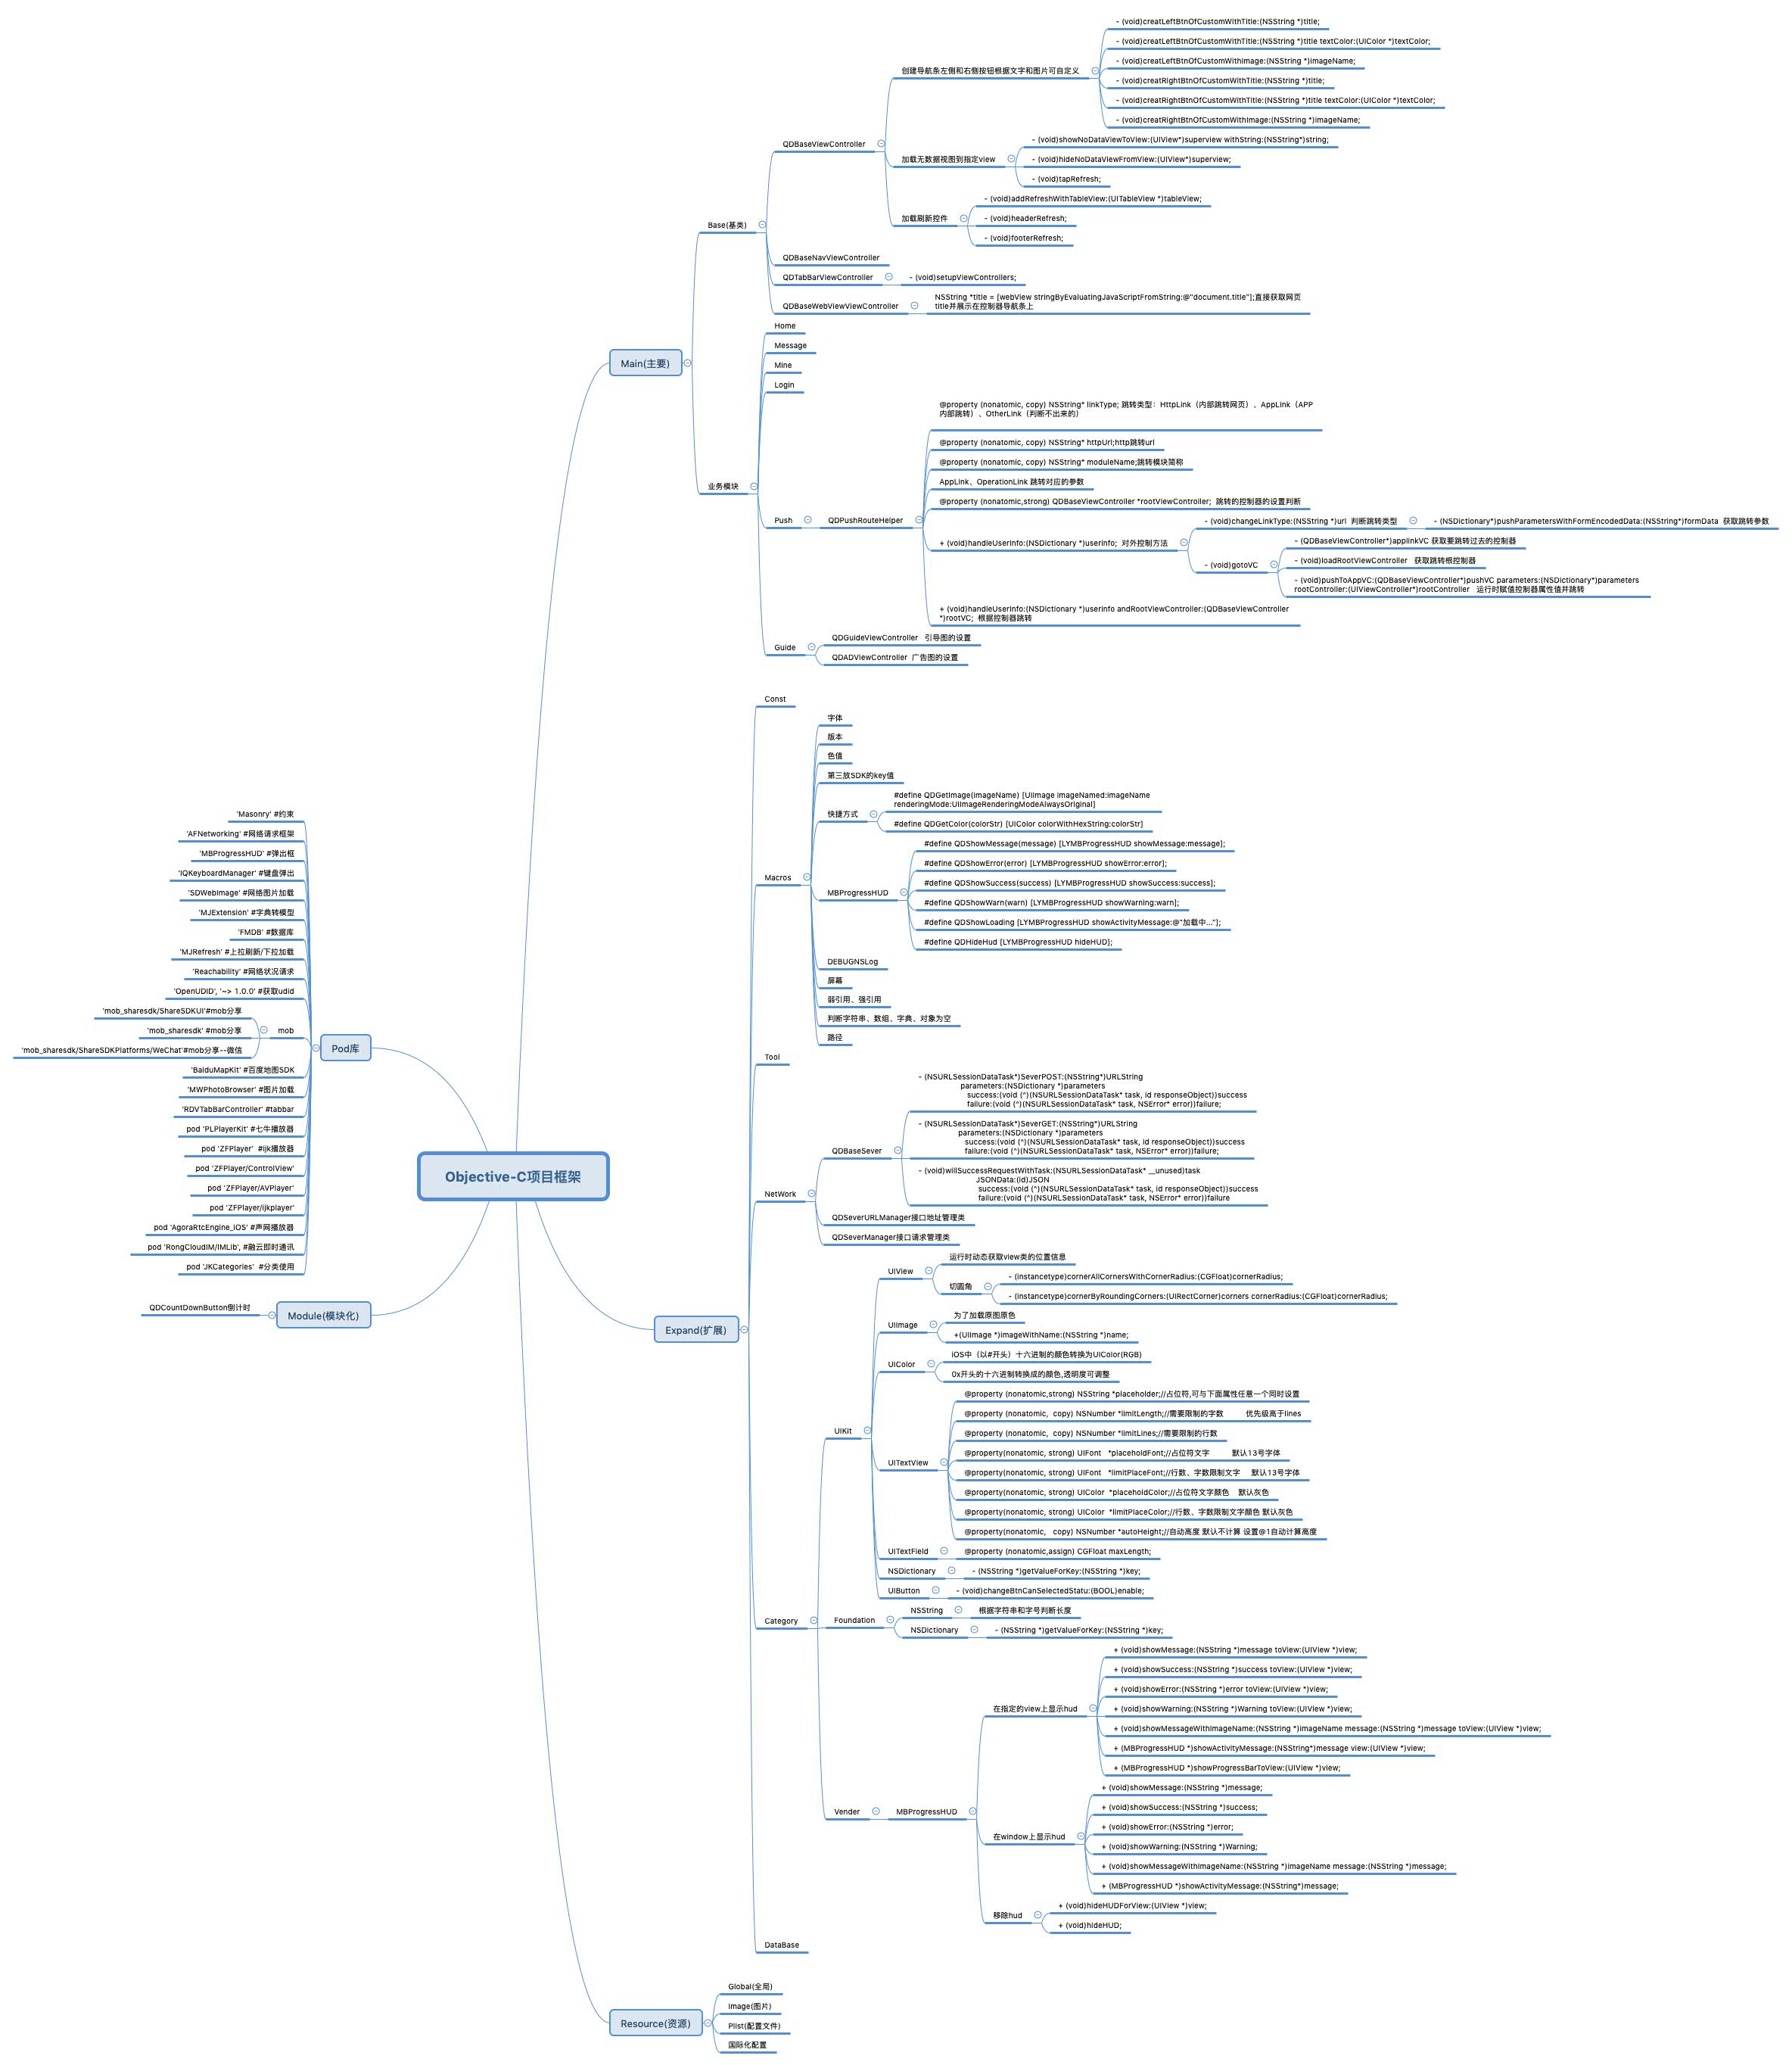 Objective-C项目框架
Main(主要)
Base(基类)
QDBaseViewController
创建导航条左侧和右侧按钮根据文字和图片可自定义
- (void)creatLeftBtnOfCustomWithTitle:(NSString *)title;
- (void)creatLeftBtnOfCustomWithTitle:(NSString *)title textColor:(UIColor *)textColor;
- (void)creatLeftBtnOfCustomWithImage:(NSString *)imageName;
- (void)creatRightBtnOfCustomWithTitle:(NSString *)title;
- (void)creatRightBtnOfCustomWithTitle:(NSString *)title textColor:(UIColor *)textColor;
- (void)creatRightBtnOfCustomWithImage:(NSString *)imageName;
加载无数据视图到指定view
- (void)showNoDataViewToView:(UIView*)superview withString:(NSString*)string;
- (void)hideNoDataViewFromView:(UIView*)superview;
- (void)tapRefresh;
加载刷新控件
- (void)addRefreshWithTableView:(UITableView *)tableView;
- (void)headerRefresh;
- (void)footerRefresh;
QDBaseNavViewController
QDTabBarViewController
- (void)setupViewControllers;
QDBaseWebViewViewController
NSString *title = [webView stringByEvaluatingJavaScriptFromString:@"document.title"];直接获取网页
title并展示在控制器导航条上
业务模块
Home
Message
Mine
Login
Push
QDPushRouteHelper
@property (nonatomic, copy) NSString* linkType; 跳转类型：HttpLink（内部跳转网页）、AppLink（APP
内部跳转）、OtherLink（判断不出来的）
@property (nonatomic, copy) NSString* httpUrl;http跳转url
@property (nonatomic, copy) NSString* moduleName;跳转模块简称
AppLink、OperationLink 跳转对应的参数
@property (nonatomic,strong) QDBaseViewController *rootViewController;  跳转的控制器的设置判断
+ (void)handleUserInfo:(NSDictionary *)userinfo;  对外控制方法
- (void)changeLinkType:(NSString *)url  判断跳转类型
- (NSDictionary*)pushParametersWithFormEncodedData:(NSString*)formData  获取跳转参数
- (void)gotoVC
- (QDBaseViewController*)applinkVC 获取要跳转过去的控制器
- (void)loadRootViewController   获取跳转根控制器
- (void)pushToAppVC:(QDBaseViewController*)pushVC parameters:(NSDictionary*)parameters
rootController:(UIViewController*)rootController   运行时赋值控制器属性值并跳转
+ (void)handleUserInfo:(NSDictionary *)userinfo andRootViewController:(QDBaseViewController
*)rootVC;  根据控制器跳转
Guide
QDGuideViewController   引导图的设置
QDADViewController  广告图的设置
Pod库
'Masonry' #约束
'AFNetworking' #网络请求框架
'MBProgressHUD' #弹出框
'IQKeyboardManager' #键盘弹出
'SDWebImage' #网络图片加载
'MJExtension' #字典转模型
'FMDB' #数据库
'MJRefresh' #上拉刷新/下拉加载
'Reachability' #网络状况请求
'OpenUDID', '~> 1.0.0' #获取udid
mob
'mob_sharesdk/ShareSDKUI'#mob分享
'mob_sharesdk' #mob分享
'mob_sharesdk/ShareSDKPlatforms/WeChat'#mob分享--微信
'BaiduMapKit' #百度地图SDK
'MWPhotoBrowser' #图片加载
'RDVTabBarController' #tabbar
pod 'PLPlayerKit' #七牛播放器
pod 'ZFPlayer'  #ijk播放器
pod 'ZFPlayer/ControlView'
pod 'ZFPlayer/AVPlayer'
pod 'ZFPlayer/ijkplayer'
pod 'AgoraRtcEngine_iOS' #声网播放器
pod 'RongCloudIM/IMLib', #融云即时通讯
pod 'JKCategories'  #分类使用
Module(模块化)
QDCountDownButton倒计时
Expand(扩展)
Const
Macros
字体
版本
色值
第三放SDK的key值
快捷方式
#define QDGetImage(imageName) [UIImage imageNamed:imageName
renderingMode:UIImageRenderingModeAlwaysOriginal]
#define QDGetColor(colorStr) [UIColor colorWithHexString:colorStr]
MBProgressHUD
#define QDShowMessage(message) [LYMBProgressHUD showMessage:message];
#define QDShowError(error) [LYMBProgressHUD showError:error];
#define QDShowSuccess(success) [LYMBProgressHUD showSuccess:success];
#define QDShowWarn(warn) [LYMBProgressHUD showWarning:warn];
#define QDShowLoading [LYMBProgressHUD showActivityMessage:@"加载中..."];
#define QDHideHud [LYMBProgressHUD hideHUD];
DEBUGNSLog
屏幕
弱引用、强引用
判断字符串、数组、字典、对象为空
路径
Tool
NetWork
QDBaseSever
- (NSURLSessionDataTask*)SeverPOST:(NSString*)URLString
parameters:(NSDictionary *)parameters
success:(void (^)(NSURLSessionDataTask* task, id responseObject))success
failure:(void (^)(NSURLSessionDataTask* task, NSError* error))failure;
- (NSURLSessionDataTask*)SeverGET:(NSString*)URLString
parameters:(NSDictionary *)parameters
success:(void (^)(NSURLSessionDataTask* task, id responseObject))success
failure:(void (^)(NSURLSessionDataTask* task, NSError* error))failure;
- (void)willSuccessRequestWithTask:(NSURLSessionDataTask* __unused)task
JSONData:(id)JSON
success:(void (^)(NSURLSessionDataTask* task, id responseObject))success
failure:(void (^)(NSURLSessionDataTask* task, NSError* error))failure
QDSeverURLManager接口地址管理类
QDSeverManager接口请求管理类
Category
UIKit
UIView
运行时动态获取view类的位置信息
切圆角
- (instancetype)cornerAllCornersWithCornerRadius:(CGFloat)cornerRadius;
- (instancetype)cornerByRoundingCorners:(UIRectCorner)corners cornerRadius:(CGFloat)cornerRadius;
UIImage
为了加载原图原色
+(UIImage *)imageWithName:(NSString *)name;
UIColor
iOS中（以#开头）十六进制的颜色转换为UIColor(RGB)
0x开头的十六进制转换成的颜色,透明度可调整
UITextView
@property (nonatomic,strong) NSString *placeholder;//占位符,可与下面属性任意一个同时设置
@property (nonatomic,  copy) NSNumber *limitLength;//需要限制的字数          优先级高于lines
@property (nonatomic,  copy) NSNumber *limitLines;//需要限制的行数
@property(nonatomic, strong) UIFont   *placeholdFont;//占位符文字          默认13号字体
@property(nonatomic, strong) UIFont   *limitPlaceFont;//行数、字数限制文字     默认13号字体
@property(nonatomic, strong) UIColor  *placeholdColor;//占位符文字颜色    默认灰色
@property(nonatomic, strong) UIColor  *limitPlaceColor;//行数、字数限制文字颜色 默认灰色
@property(nonatomic,   copy) NSNumber *autoHeight;//自动高度 默认不计算 设置@1自动计算高度
UITextField
@property (nonatomic,assign) CGFloat maxLength;
NSDictionary
- (NSString *)getValueForKey:(NSString *)key;
UIButton
- (void)changeBtnCanSelectedStatu:(BOOL)enable;
Foundation
NSString
根据字符串和字号判断长度
NSDictionary
- (NSString *)getValueForKey:(NSString *)key;
Vender
MBProgressHUD
在指定的view上显示hud
+ (void)showMessage:(NSString *)message toView:(UIView *)view;
+ (void)showSuccess:(NSString *)success toView:(UIView *)view;
+ (void)showError:(NSString *)error toView:(UIView *)view;
+ (void)showWarning:(NSString *)Warning toView:(UIView *)view;
+ (void)showMessageWithImageName:(NSString *)imageName message:(NSString *)message toView:(UIView *)view;
+ (MBProgressHUD *)showActivityMessage:(NSString*)message view:(UIView *)view;
+ (MBProgressHUD *)showProgressBarToView:(UIView *)view;
在window上显示hud
+ (void)showMessage:(NSString *)message;
+ (void)showSuccess:(NSString *)success;
+ (void)showError:(NSString *)error;
+ (void)showWarning:(NSString *)Warning;
+ (void)showMessageWithImageName:(NSString *)imageName message:(NSString *)message;
+ (MBProgressHUD *)showActivityMessage:(NSString*)message;
移除hud
+ (void)hideHUDForView:(UIView *)view;
+ (void)hideHUD;
DataBase
Resource(资源)
Global(全局)
Image(图片)
Plist(配置文件)
国际化配置